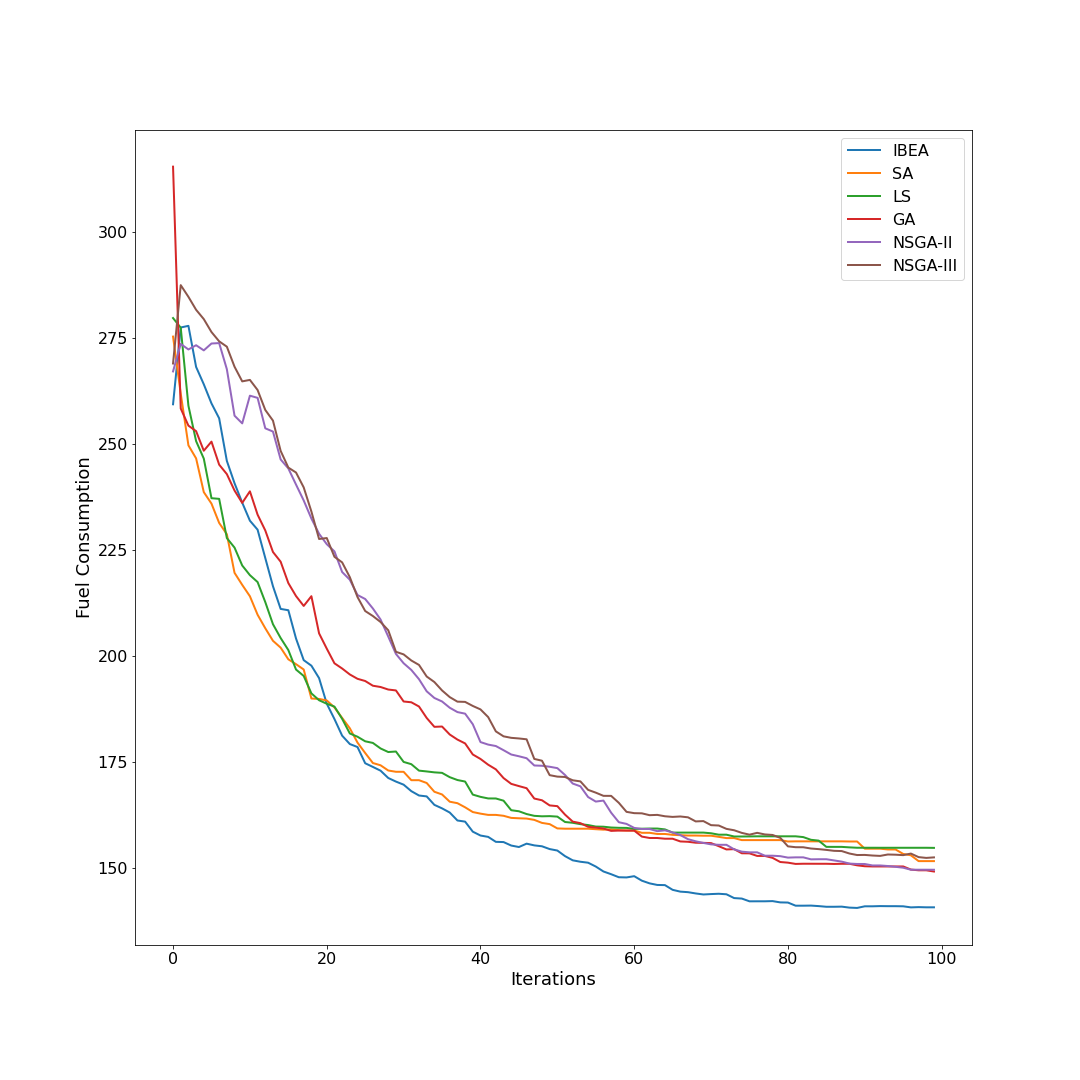 IBEA
SA
LS
GA
NSGA-II
NSGA-III
300
275
250
225
200
175
150
Fuel Consumption
0 20 40 60 80 100
Iterations